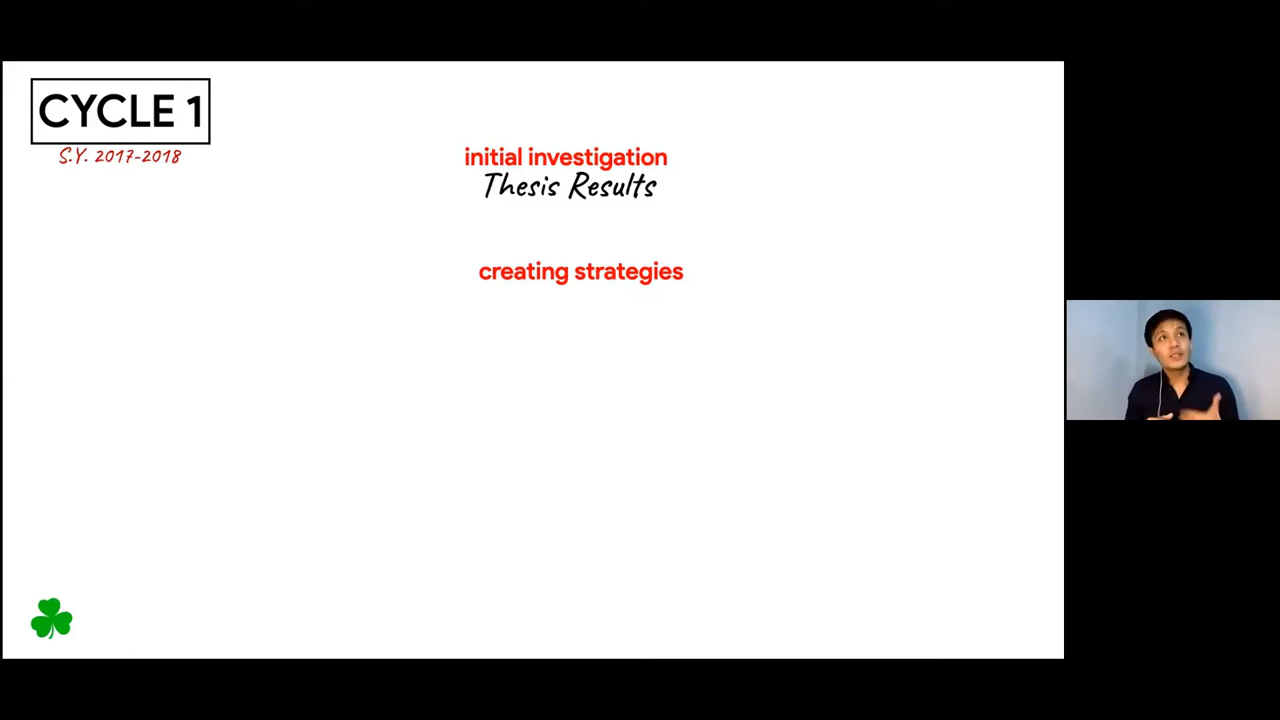 CYCLE 1
S.Y. 2017-2018
initial investigation
Thesis Results
creating strategies